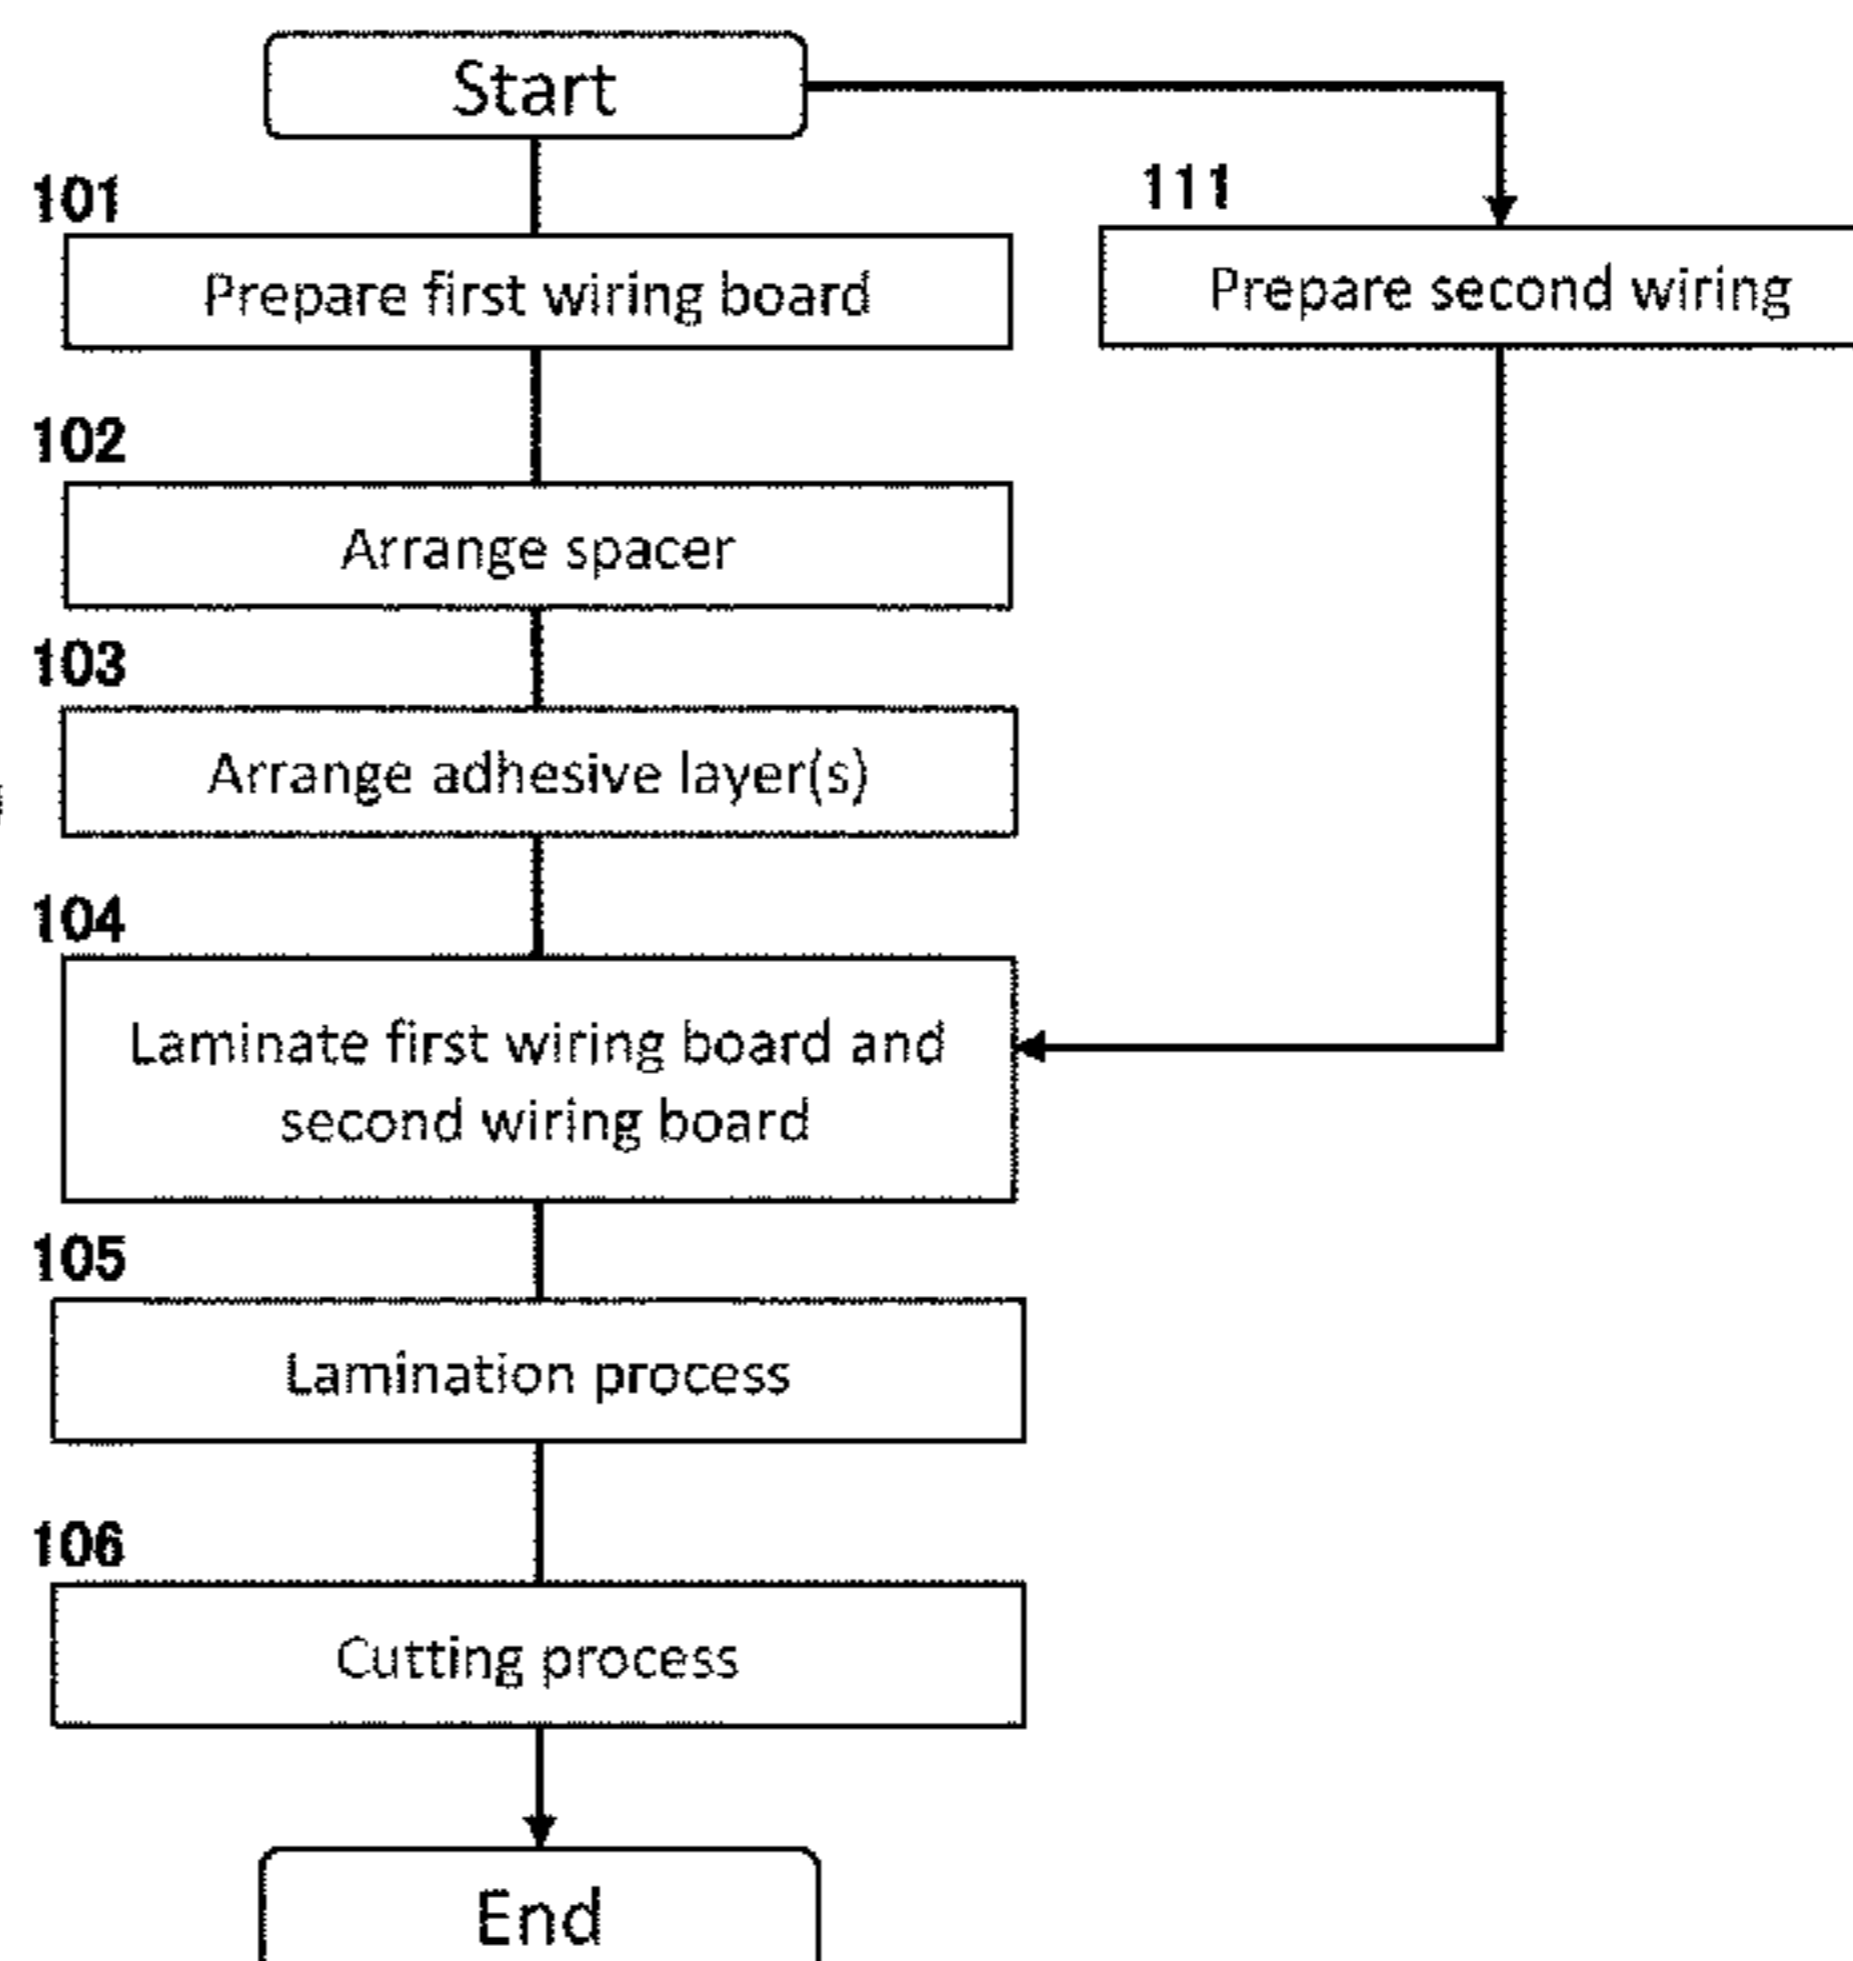 Start
101
111
Prepare first wiring board
Prepare second wiring
102
Arrange spacer
103
Arrange adhesive layer(s)
104
Laminate first wiring board and
second wiring board
105
Lamination process
106
Cutting process
End